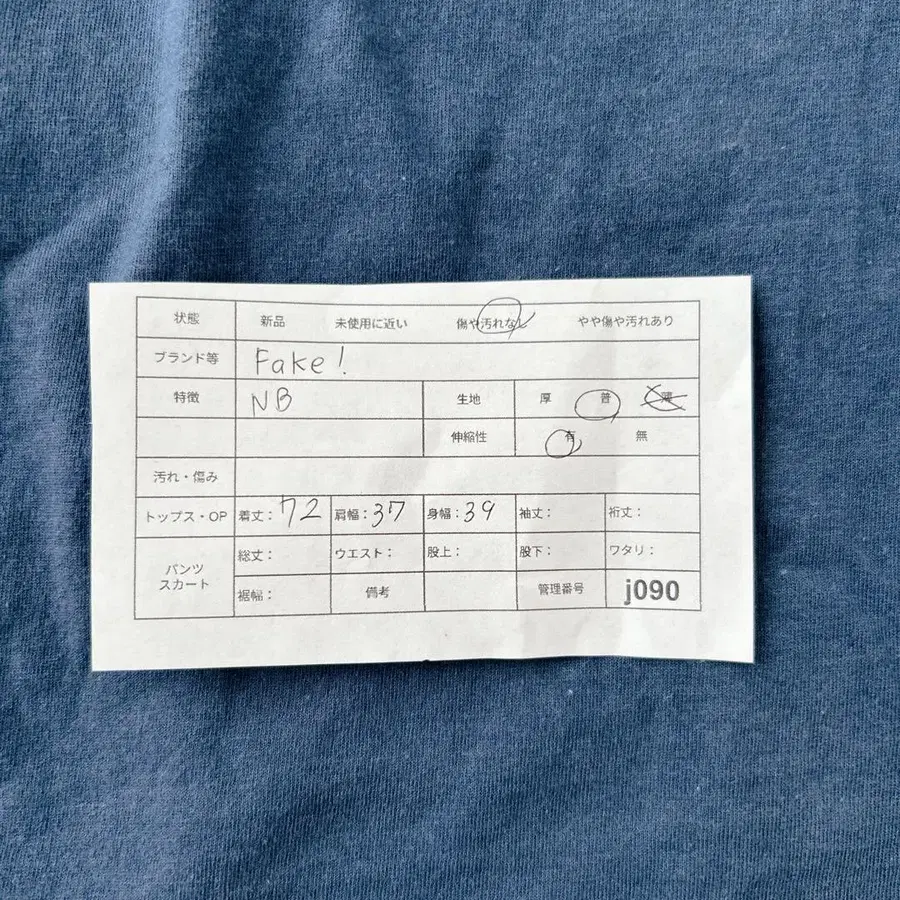 状態 新品 未使用に近い 傷や汚れなし やや傷や汚れあり
ブランド等 Fake!
特徴 NB 生地 厚 普 薄
伸縮性 有 無
汚れ・傷み
トップス・OP 着丈：72 肩幅：37 身幅：39 袖丈： 裄丈：
パンツ スカート 総丈： ウエスト： 股上： 股下： ワタリ：
裾幅： 備考 管理番号 j090